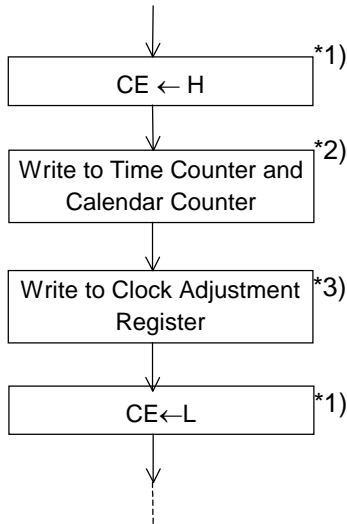 *1)
CE ← H
*2)
Write to Time Counter and
Calendar Counter
*3)
Write to Clock Adjustment
Register
*1)
CE←L